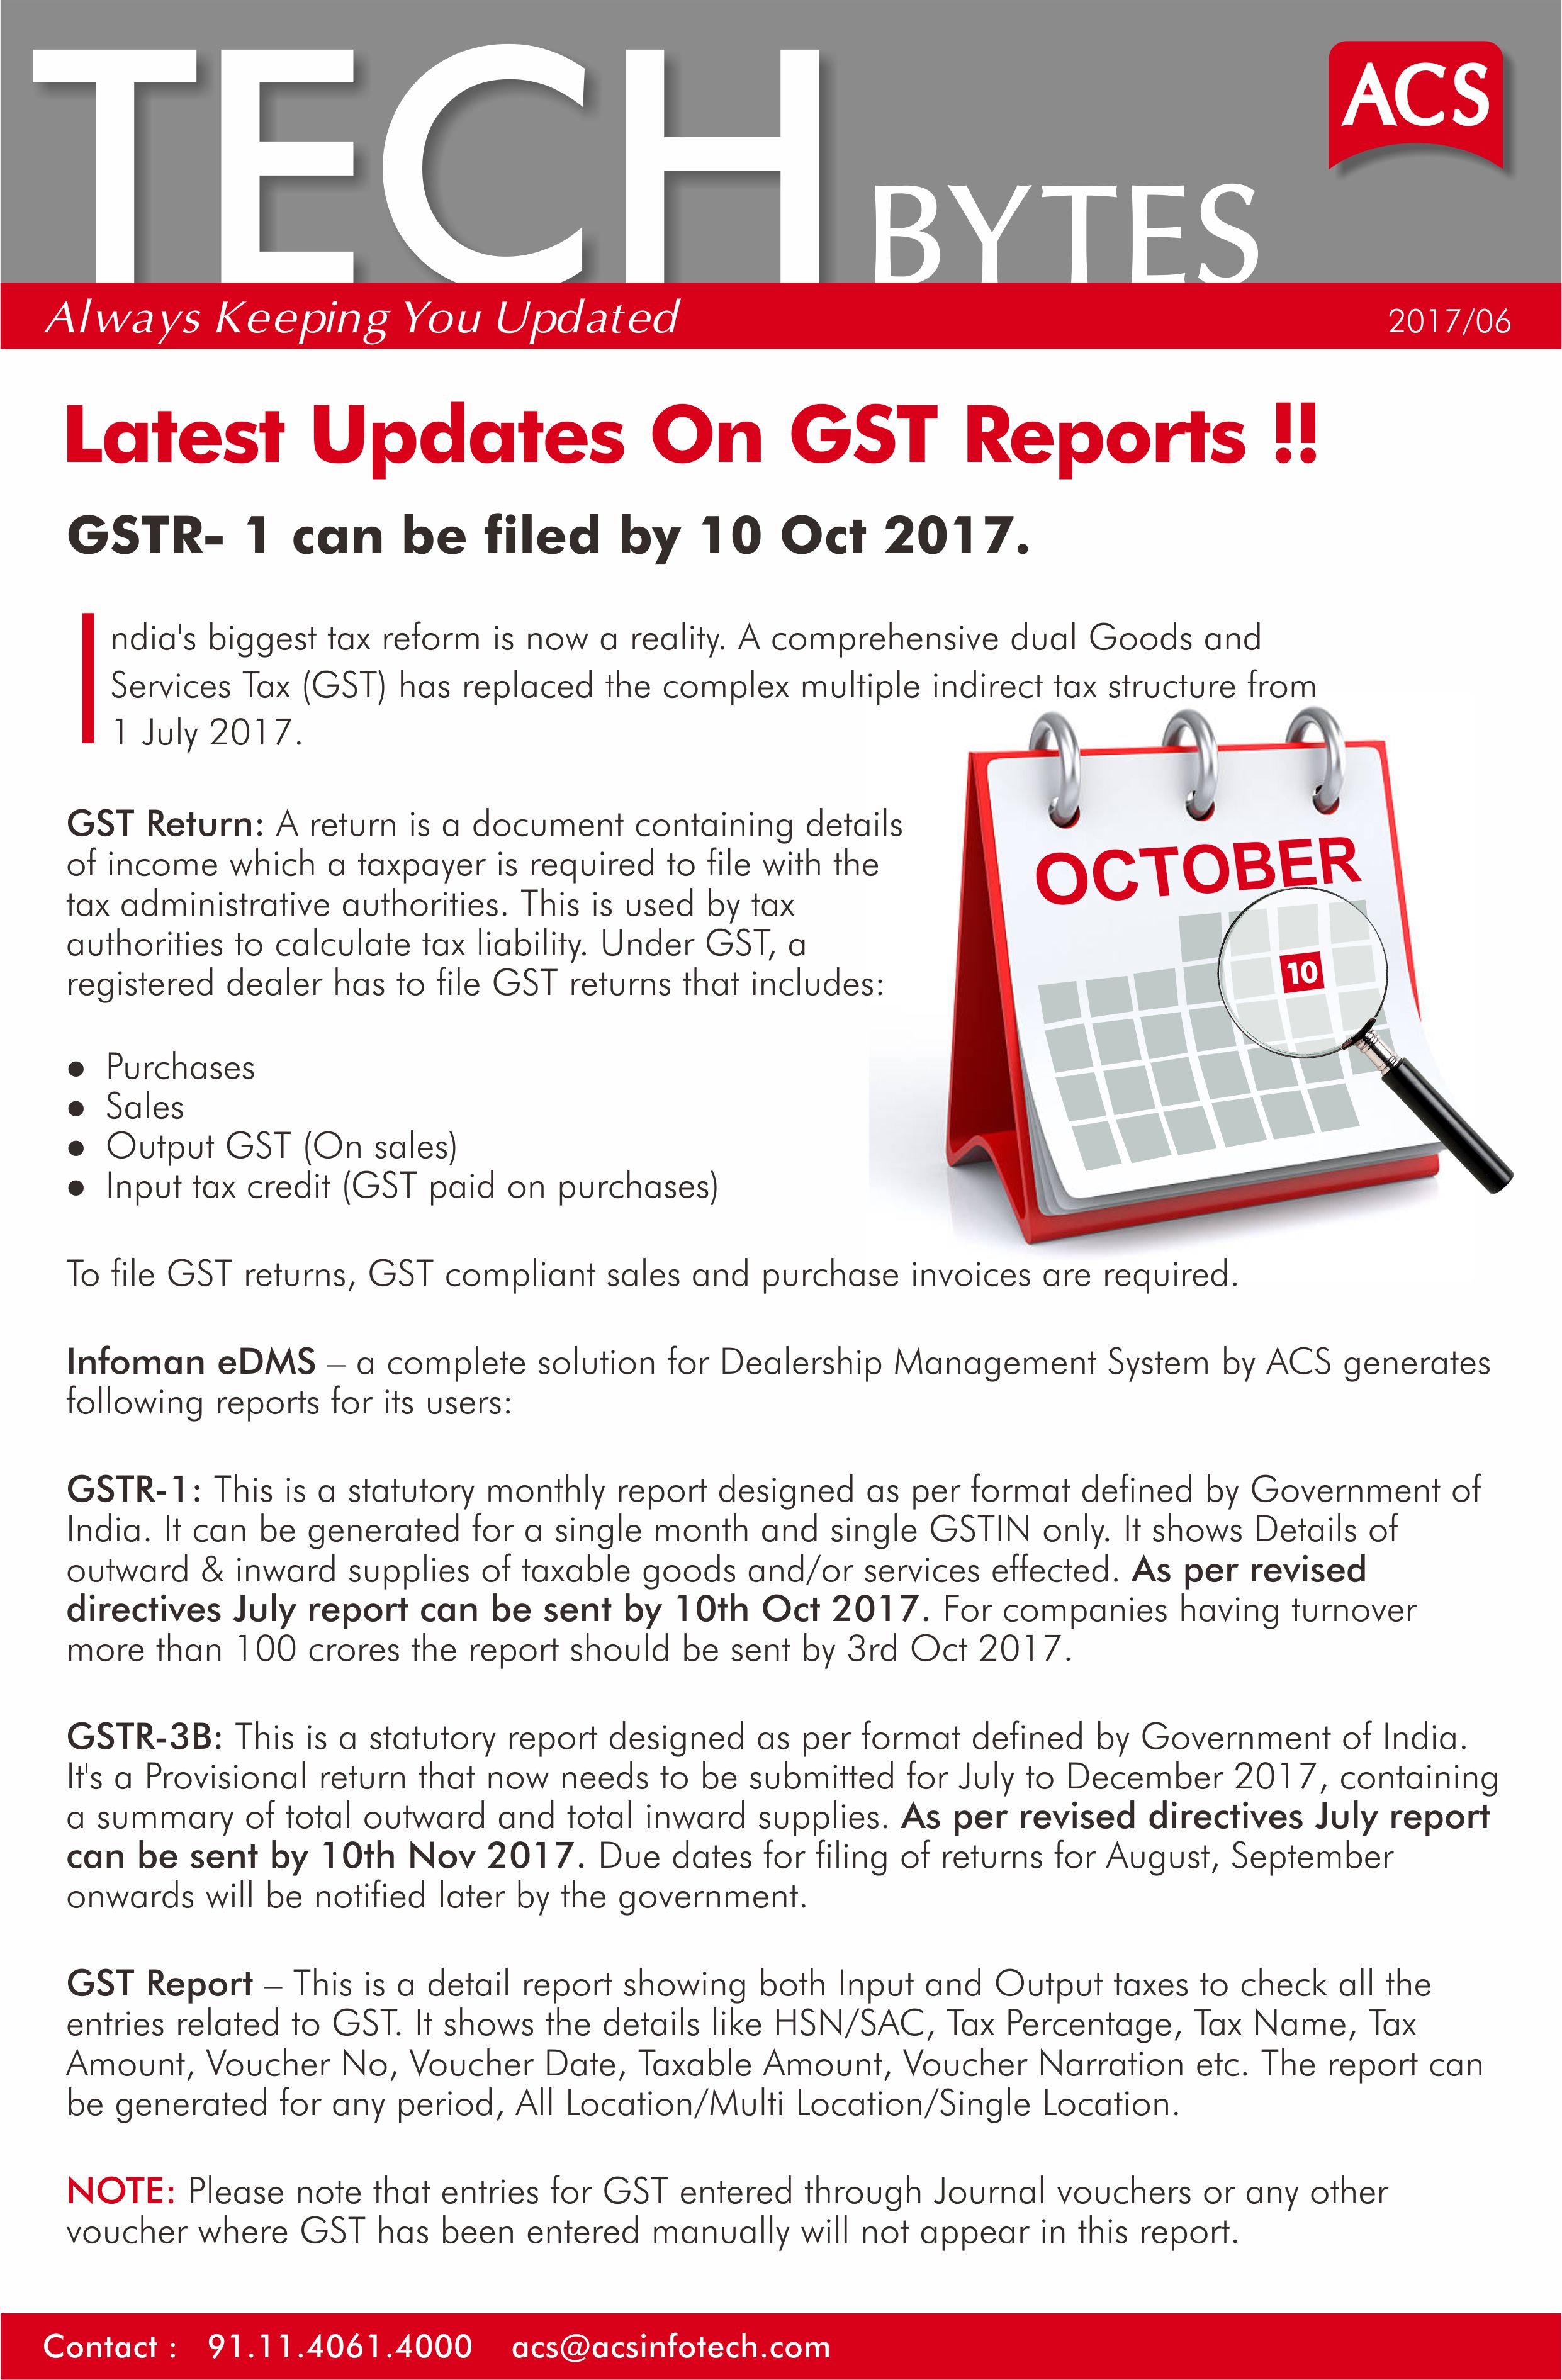 TECH BYTES
ACS
Always Keeping You Updated
2017/06
Latest Updates On GST Reports !!
GSTR- 1 can be filed by 10 Oct 2017.
India's biggest tax reform is now a reality. A comprehensive dual Goods and
Services Tax (GST) has replaced the complex multiple indirect tax structure from
1 July 2017.
GST Return: A return is a document containing details
of income which a taxpayer is required to file with the
tax administrative authorities. This is used by tax
authorities to calculate tax liability. Under GST, a
registered dealer has to file GST returns that includes:
● Purchases
● Sales
● Output GST (On sales)
● Input tax credit (GST paid on purchases)
OCTOBER
10
To file GST returns, GST compliant sales and purchase invoices are required.
Infoman eDMS – a complete solution for Dealership Management System by ACS generates
following reports for its users:
GSTR-1: This is a statutory monthly report designed as per format defined by Government of
India. It can be generated for a single month and single GSTIN only. It shows Details of
outward & inward supplies of taxable goods and/or services effected. As per revised
directives July report can be sent by 10th Oct 2017. For companies having turnover
more than 100 crores the report should be sent by 3rd Oct 2017.
GSTR-3B: This is a statutory report designed as per format defined by Government of India.
It's a Provisional return that now needs to be submitted for July to December 2017, containing
a summary of total outward and total inward supplies. As per revised directives July report
can be sent by 10th Nov 2017. Due dates for filing of returns for August, September
onwards will be notified later by the government.
GST Report – This is a detail report showing both Input and Output taxes to check all the
entries related to GST. It shows the details like HSN/SAC, Tax Percentage, Tax Name, Tax
Amount, Voucher No, Voucher Date, Taxable Amount, Voucher Narration etc. The report can
be generated for any period, All Location/Multi Location/Single Location.
NOTE: Please note that entries for GST entered through Journal vouchers or any other
voucher where GST has been entered manually will not appear in this report.
Contact : 91.11.4061.4000 acs@acsinfotech.com